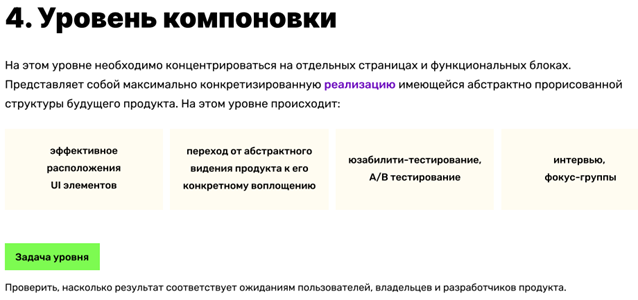 4. Уровень компоновки
На этом уровне необходимо концентрироваться на отдельных страницах и функциональных блоках.
Представляет собой максимально конкретизированную реализацию имеющейся абстрактно прорисованной
структуры будущего продукта. На этом уровне происходит:
эффективное
расположения
UI элементов
переход от абстрактного
видения продукта к его
конкретному воплощению
юзабилити-тестирование,
A/B тестирование
интервью,
фокус-группы
Задача уровня
Проверить, насколько результат соответствует ожиданиям пользователей, владельцев и разработчиков продукта.